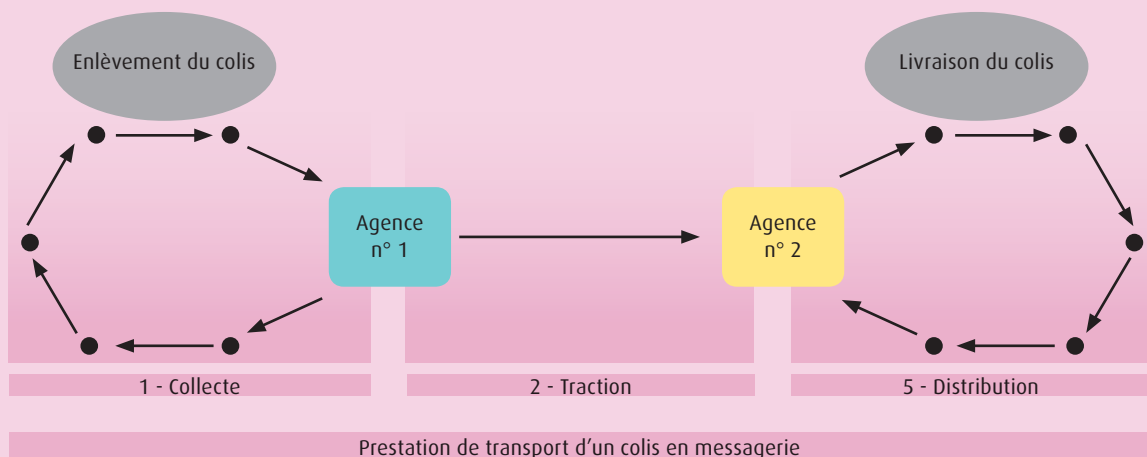 Enlèvement du colis
Livraison du colis
Agence
n° 1
Agence
n° 2
1 - Collecte
2 - Traction
5 - Distribution
Prestation de transport d'un colis en messagerie